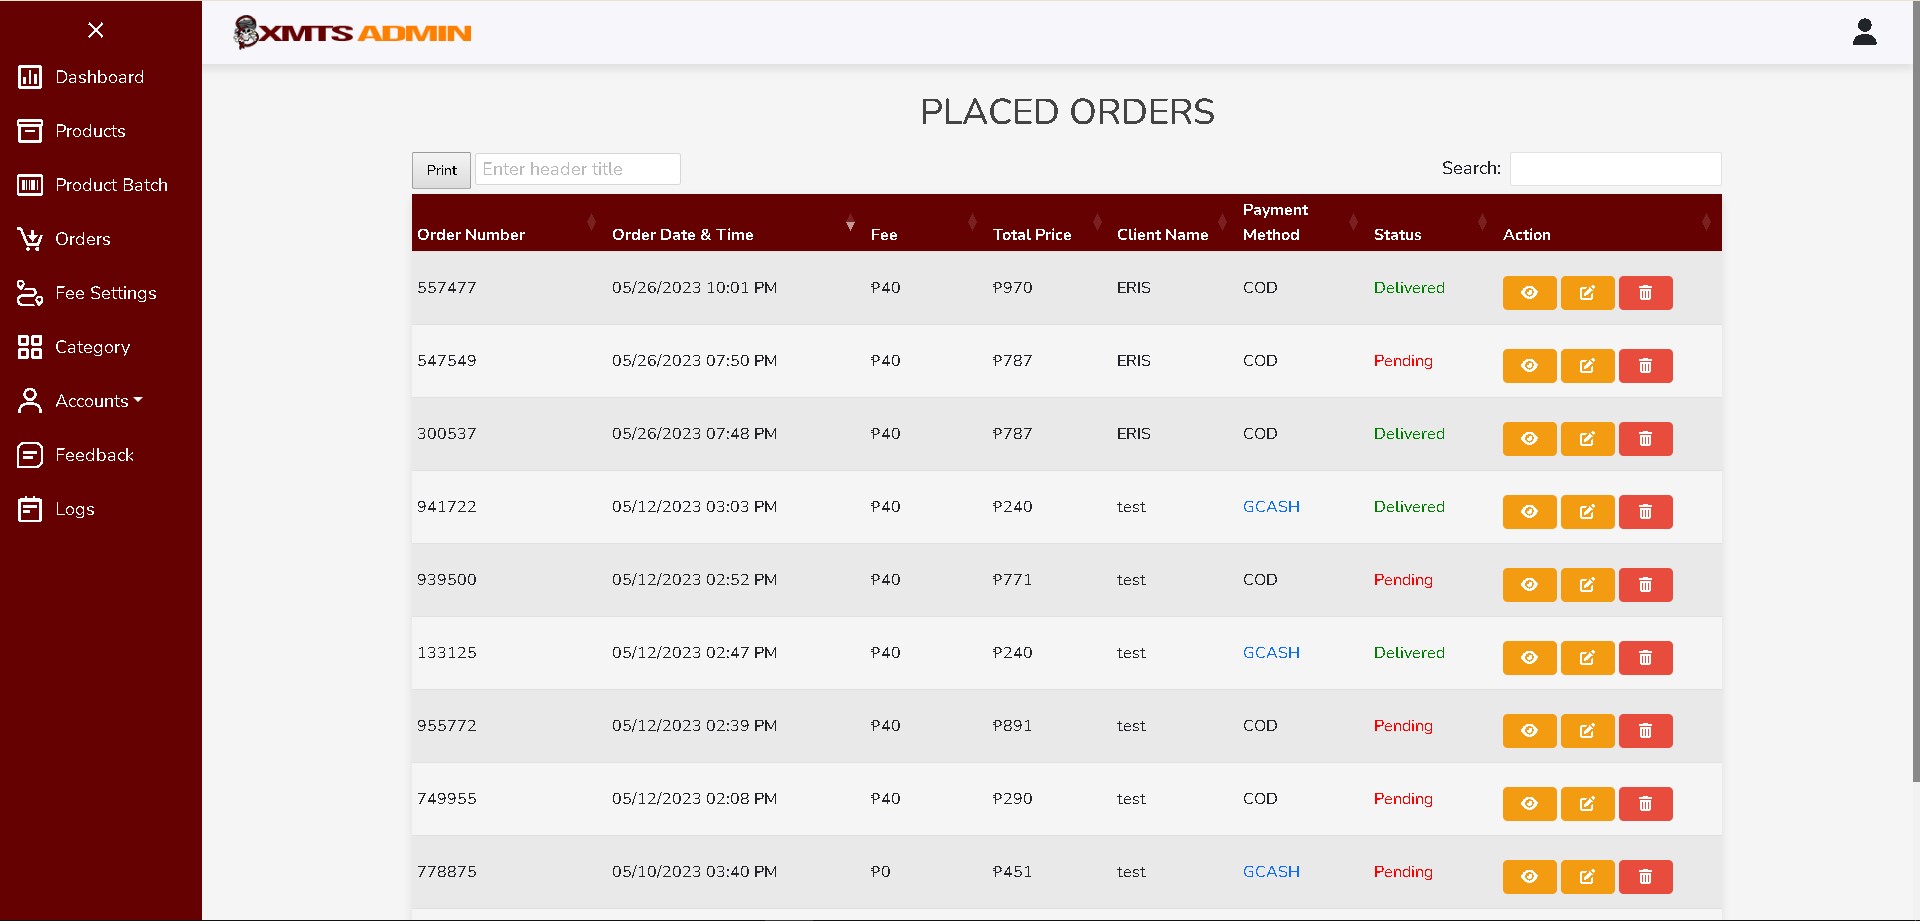 XMTS ADMIN
Dashboard
Products
Product Batch
Orders
Fee Settings
Category
Accounts
Feedback
Logs
PLACED ORDERS
Print Enter header title Search:
Order Number Order Date & Time Fee Total Price Client Name Payment Method Status Action
557477 05/26/2023 10:01 PM ₱40 ₱970 ERIS COD Delivered
547549 05/26/2023 07:50 PM ₱40 ₱787 ERIS COD Pending
300537 05/26/2023 07:48 PM ₱40 ₱787 ERIS COD Delivered
941722 05/12/2023 03:03 PM ₱40 ₱240 test GCASH Delivered
939500 05/12/2023 02:52 PM ₱40 ₱771 test COD Pending
133125 05/12/2023 02:47 PM ₱40 ₱240 test GCASH Delivered
955772 05/12/2023 02:39 PM ₱40 ₱891 test COD Pending
749955 05/12/2023 02:08 PM ₱40 ₱290 test COD Pending
778875 05/10/2023 03:40 PM ₱0 ₱451 test GCASH Pending